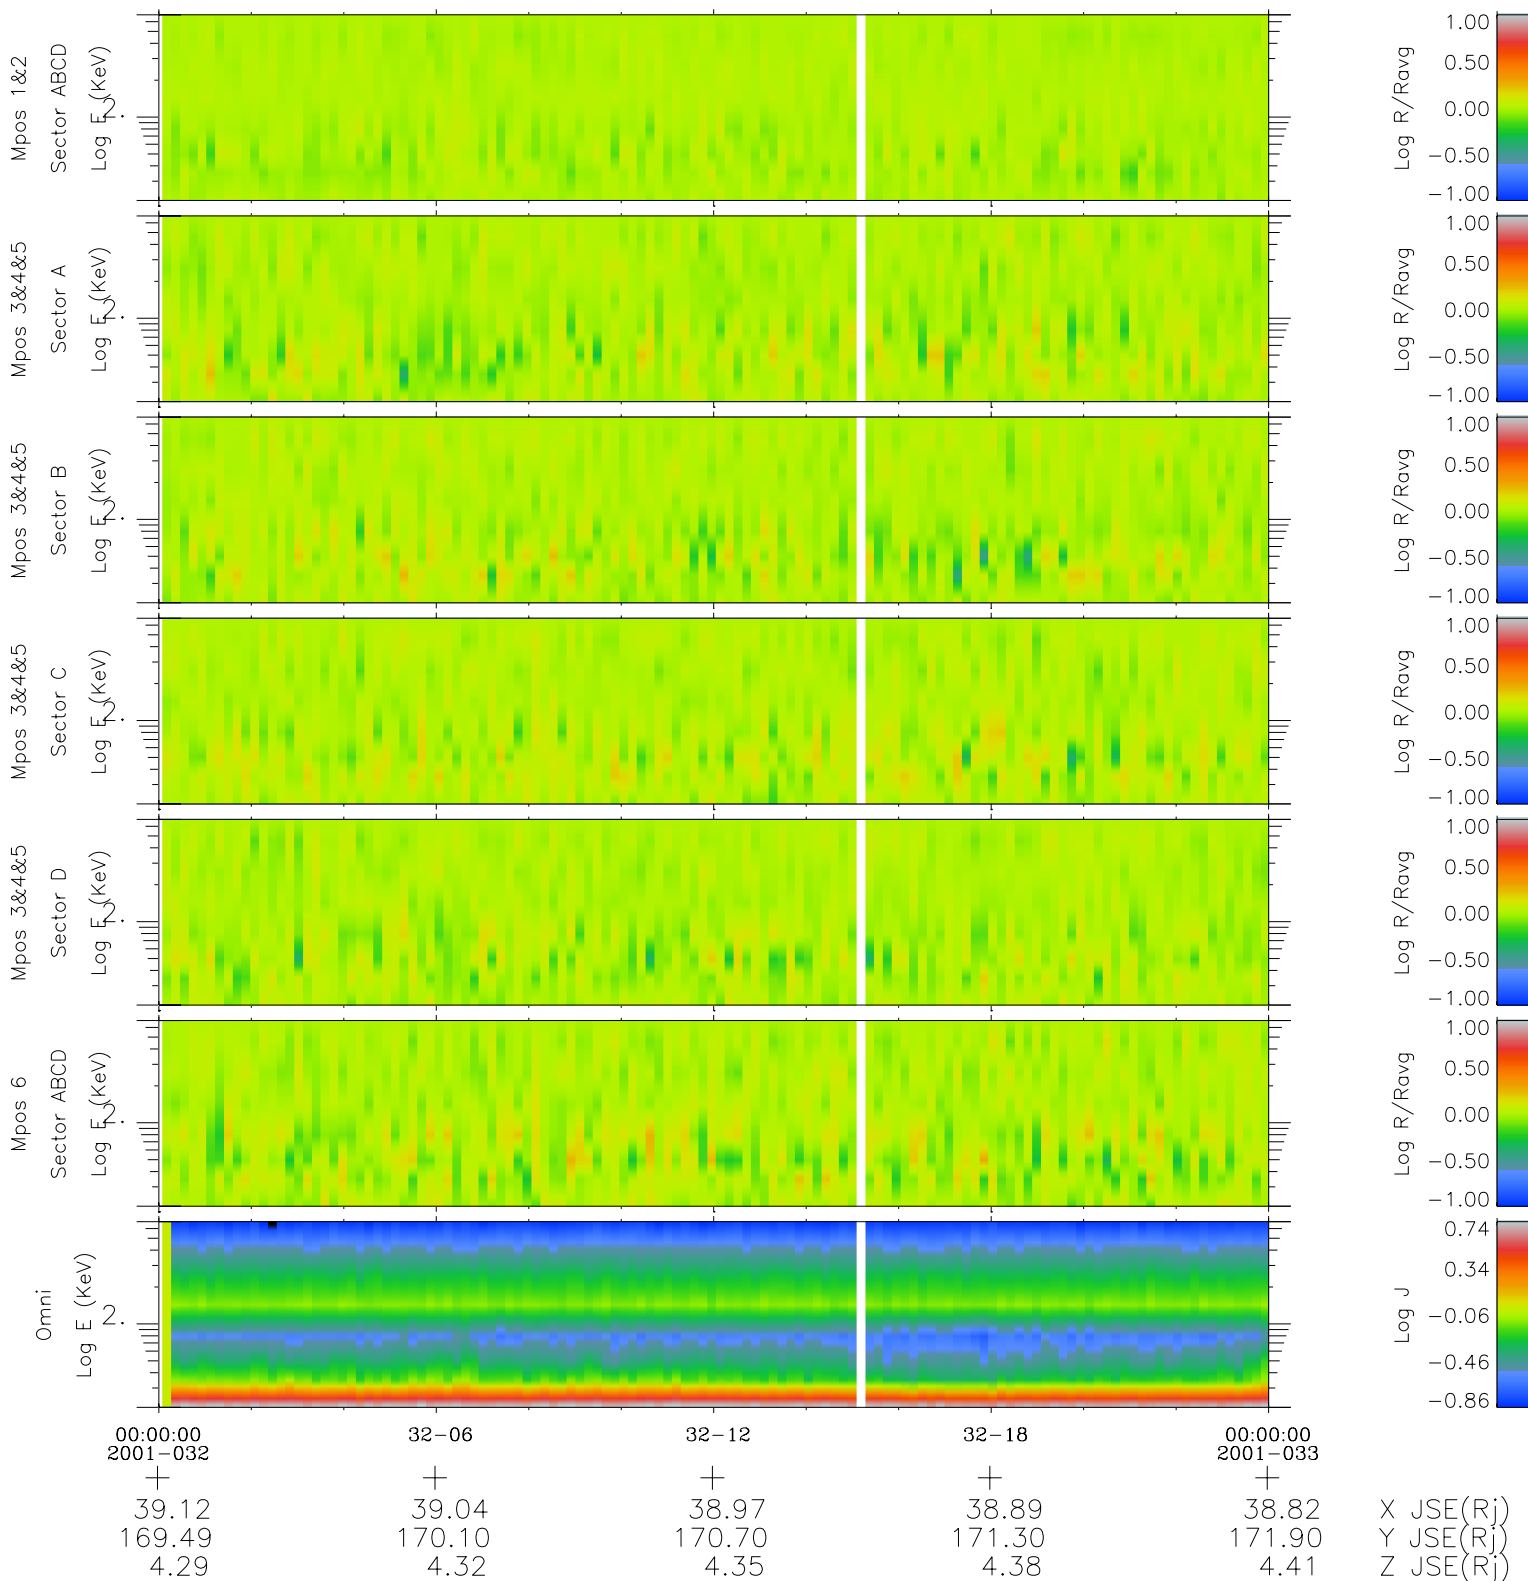 Mpos 1&2
Sector ABCD
Log E (KeV)
2.
1.00
0.50
0.00
-0.50
-1.00
Log R/Ravg
Mpos 3&4&5
Sector A
Log E (KeV)
2.
1.00
0.50
0.00
-0.50
-1.00
Log R/Ravg
Mpos 3&4&5
Sector B
Log E (KeV)
2.
1.00
0.50
0.00
-0.50
-1.00
Log R/Ravg
Mpos 3&4&5
Sector C
Log E (KeV)
2.
1.00
0.50
0.00
-0.50
-1.00
Log R/Ravg
Mpos 3&4&5
Sector D
Log E (KeV)
2.
1.00
0.50
0.00
-0.50
-1.00
Log R/Ravg
Mpos 6
Sector ABCD
Log E (KeV)
2.
1.00
0.50
0.00
-0.50
-1.00
Log R/Ravg
Omni
Log E (KeV)
2.
0.74
0.34
-0.06
-0.46
-0.86
Log J
00:00:00 32-06 32-12 32-18 00:00:00
2001-032 2001-033
39.12 39.04 38.97 38.89 38.82 X JSE(Rj)
169.49 170.10 170.70 171.30 171.90 Y JSE(Rj)
4.29 4.32 4.35 4.38 4.41 Z JSE(Rj)